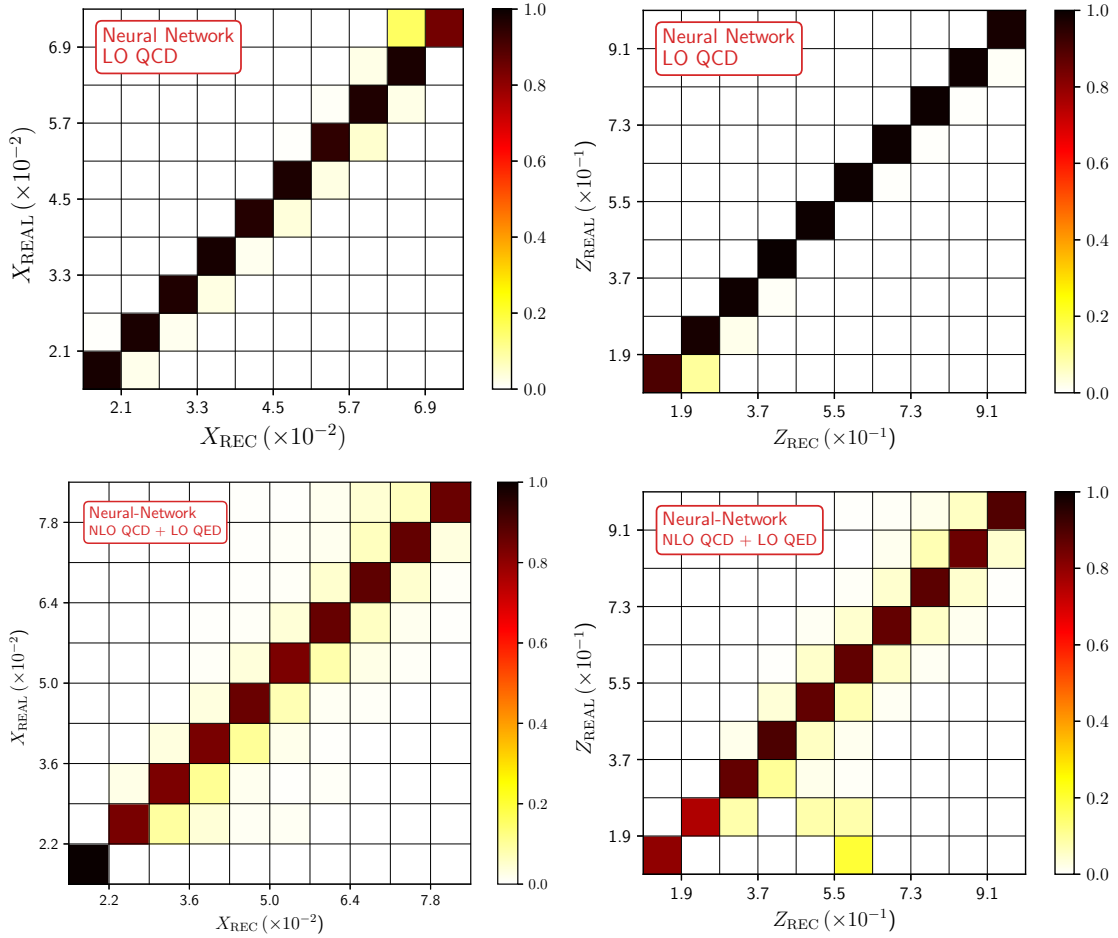 Neural Network
LO QCD
6.9
5.7
4.5
3.3
2.1
X_REAL (×10⁻²)
2.1 3.3 4.5 5.7 6.9
X_REC (×10⁻²)
1.0
0.8
0.6
0.4
0.2
0.0
Neural Network
LO QCD
9.1
7.3
5.5
3.7
1.9
Z_REAL (×10⁻¹)
1.9 3.7 5.5 7.3 9.1
Z_REC (×10⁻¹)
1.0
0.8
0.6
0.4
0.2
0.0
Neural-Network
NLO QCD + LO QED
7.8
6.4
5.0
3.6
2.2
X_REAL (×10⁻²)
2.2 3.6 5.0 6.4 7.8
X_REC (×10⁻²)
1.0
0.8
0.6
0.4
0.2
0.0
Neural-Network
NLO QCD + LO QED
9.1
7.3
5.5
3.7
1.9
Z_REAL (×10⁻¹)
1.9 3.7 5.5 7.3 9.1
Z_REC (×10⁻¹)
1.0
0.8
0.6
0.4
0.2
0.0